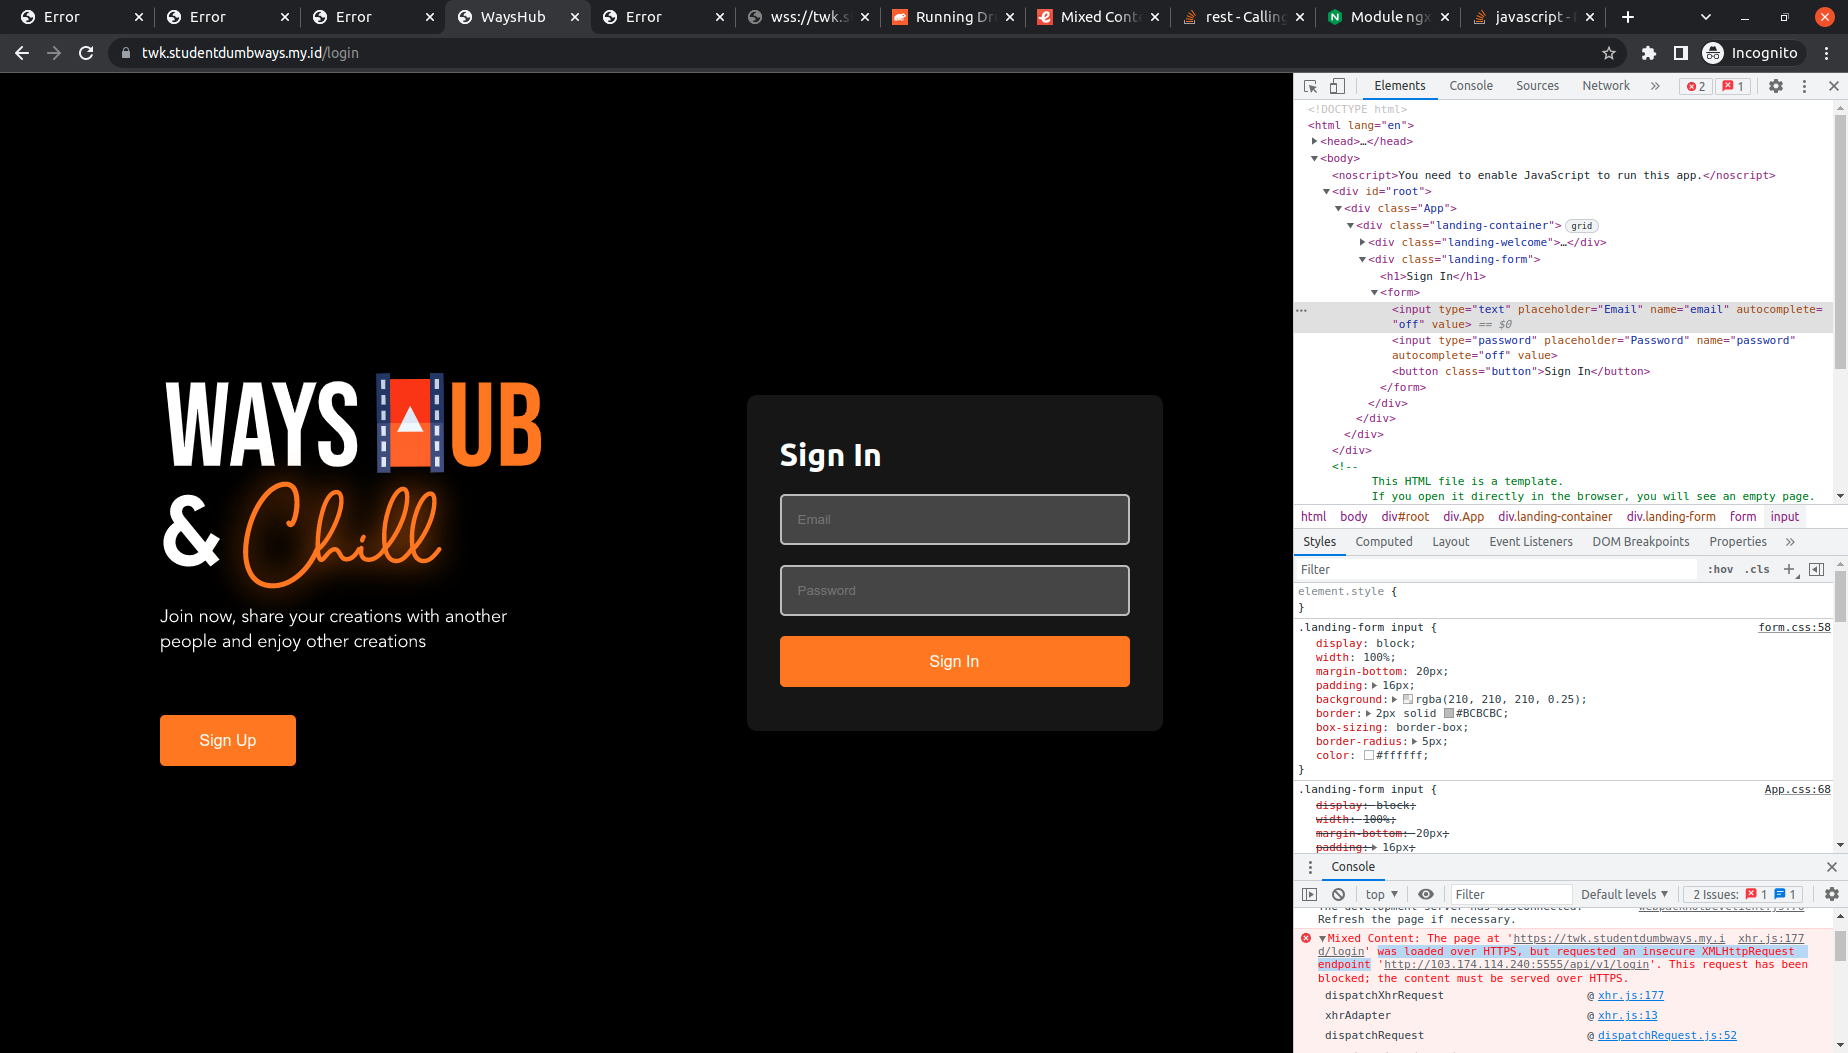 Error
Error
Error
WaysHub
Error
wss://twk.s
Running Dr
Mixed Cont
rest - Calling
Module ngx
javascript -
twk.studentdumbways.my.id/login
Incognito
WAYS HUB
& Chill
Join now, share your creations with another
people and enjoy other creations
Sign Up
Sign In
Email
Password
Sign In
Elements Console Sources Network » 2 1
<!DOCTYPE html>
<html lang="en">
<head>…</head>
<body>
<noscript>You need to enable JavaScript to run this app.</noscript>
<div id="root">
<div class="App">
<div class="landing-container"> grid
<div class="landing-welcome">…</div>
<div class="landing-form">
<h1>Sign In</h1>
<form>
<input type="text" placeholder="Email" name="email" autocomplete=
"off" value> == $0
<input type="password" placeholder="Password" name="password"
autocomplete="off" value>
<button class="button">Sign In</button>
</form>
</div>
</div>
</div>
</div>
<!--
This HTML file is a template.
If you open it directly in the browser, you will see an empty page.
html body div#root div.App div.landing-container div.landing-form form input
Styles Computed Layout Event Listeners DOM Breakpoints Properties »
Filter :hov .cls +
element.style {
}
.landing-form input { form.css:58
display: block;
width: 100%;
margin-bottom: 20px;
padding: 16px;
background: rgba(210, 210, 210, 0.25);
border: 2px solid #BCBCBC;
box-sizing: border-box;
border-radius: 5px;
color: #ffffff;
}
.landing-form input { App.css:68
display: block;
width: 100%;
margin-bottom: 20px;
padding: 16px;
Console
top Filter Default levels 2 Issues: 1 1
The development server has disconnected. webpackHotDevClient.js:76
Refresh the page if necessary.
Mixed Content: The page at 'https://twk.studentdumbways.my.i xhr.js:177
d/login' was loaded over HTTPS, but requested an insecure XMLHttpRequest
endpoint 'http://103.174.114.240:5555/api/v1/login'. This request has been
blocked; the content must be served over HTTPS.
dispatchXhrRequest @ xhr.js:177
xhrAdapter @ xhr.js:13
dispatchRequest @ dispatchRequest.js:52